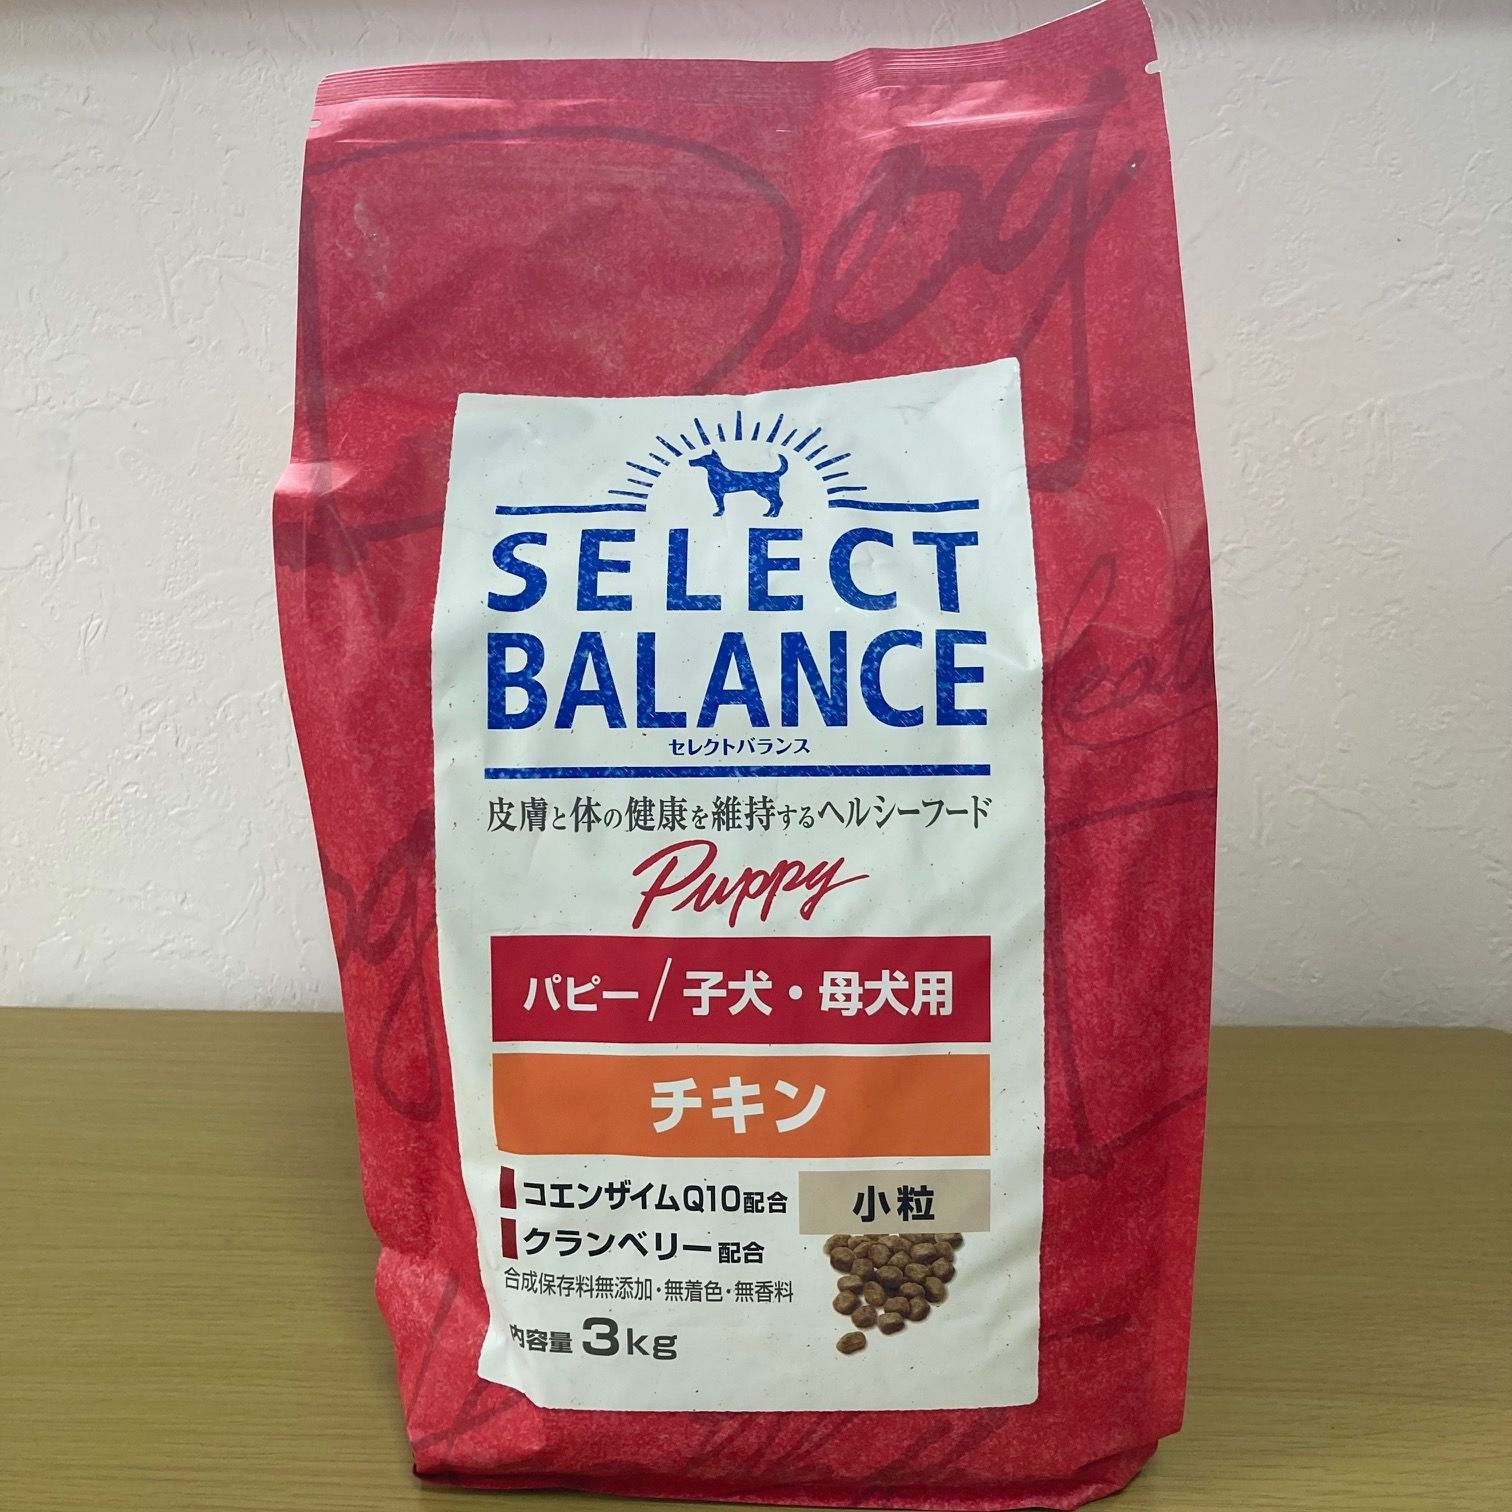 Dog
SELECT
BALANCE
セレクトバランス
皮膚と体の健康を維持するヘルシーフード
Puppy
パピー/子犬・母犬用
チキン
コエンザイムQ10配合
クランベリー配合
小粒
合成保存料無添加・無着色・無香料
内容量 3kg